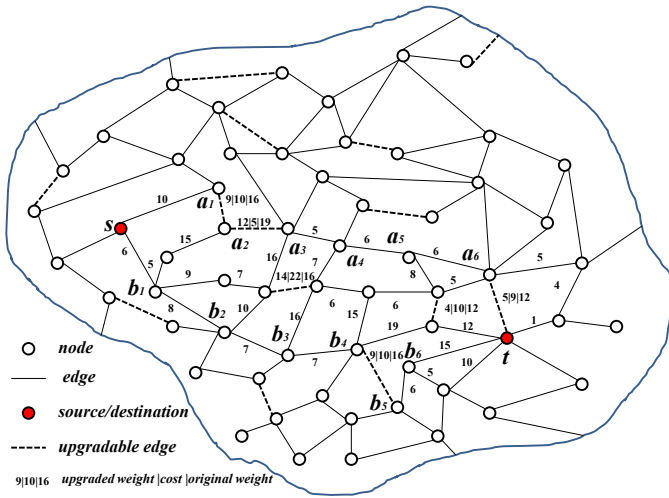 10
9|10|16
a1
s
12|5|19
a2
a3
5
6
a5
6
15
a4
6
5
16
7
8
a6
5
9
7
14|22|16
5
4
b1
10
6
15
6
4|10|12
5|9|12
8
b2
16
1
7
b3
7
b4
19
12
t
9|10|16
b6
15
5
10
6
b5
node
edge
source/destination
upgradable edge
9|10|16 upgraded weight |cost |original weight